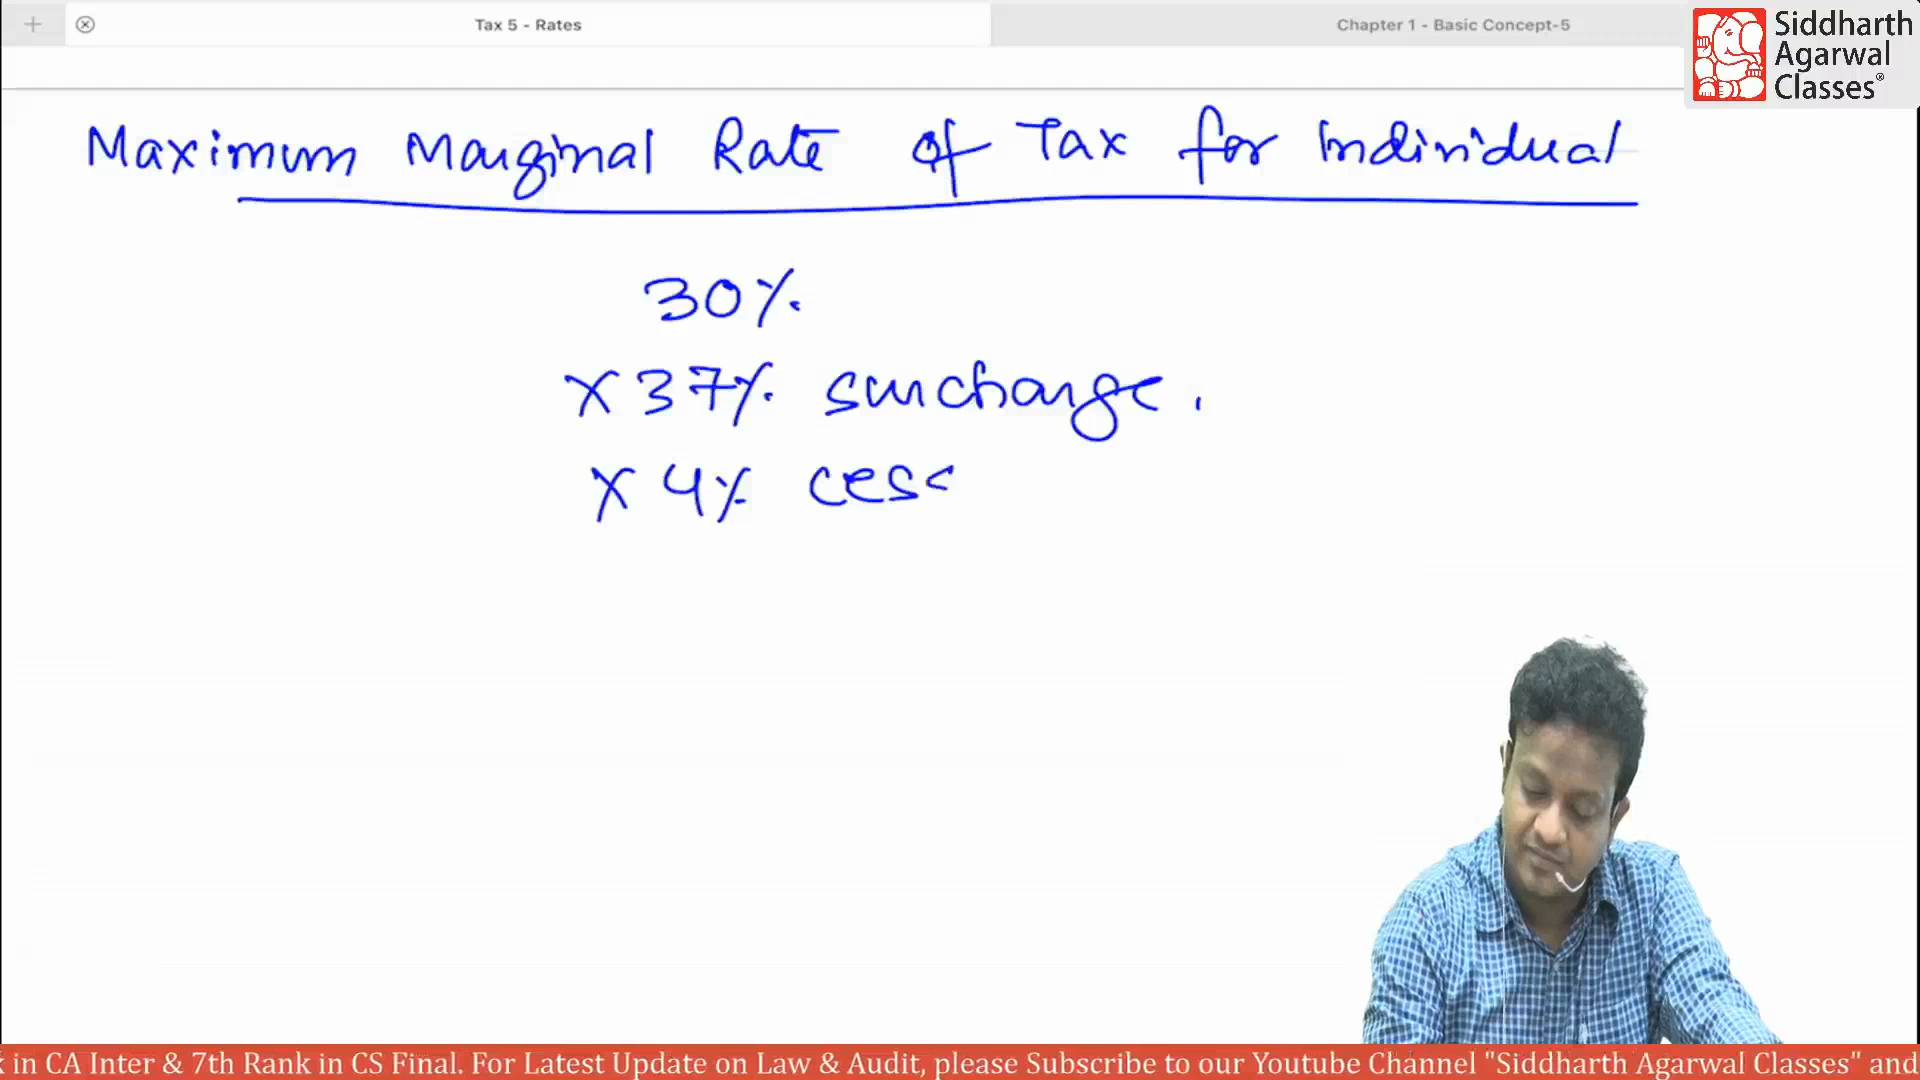 Tax 5 - Rates
Chapter 1 - Basic Concept-5
Siddharth
Agarwal
Classes®
Maximum Marginal Rate of Tax for Individual
30%
x 37% surcharge.
x 4% cess
in CA Inter & 7th Rank in CS Final. For Latest Update on Law & Audit, please Subscribe to our Youtube Channel "Siddharth Agarwal Classes" and